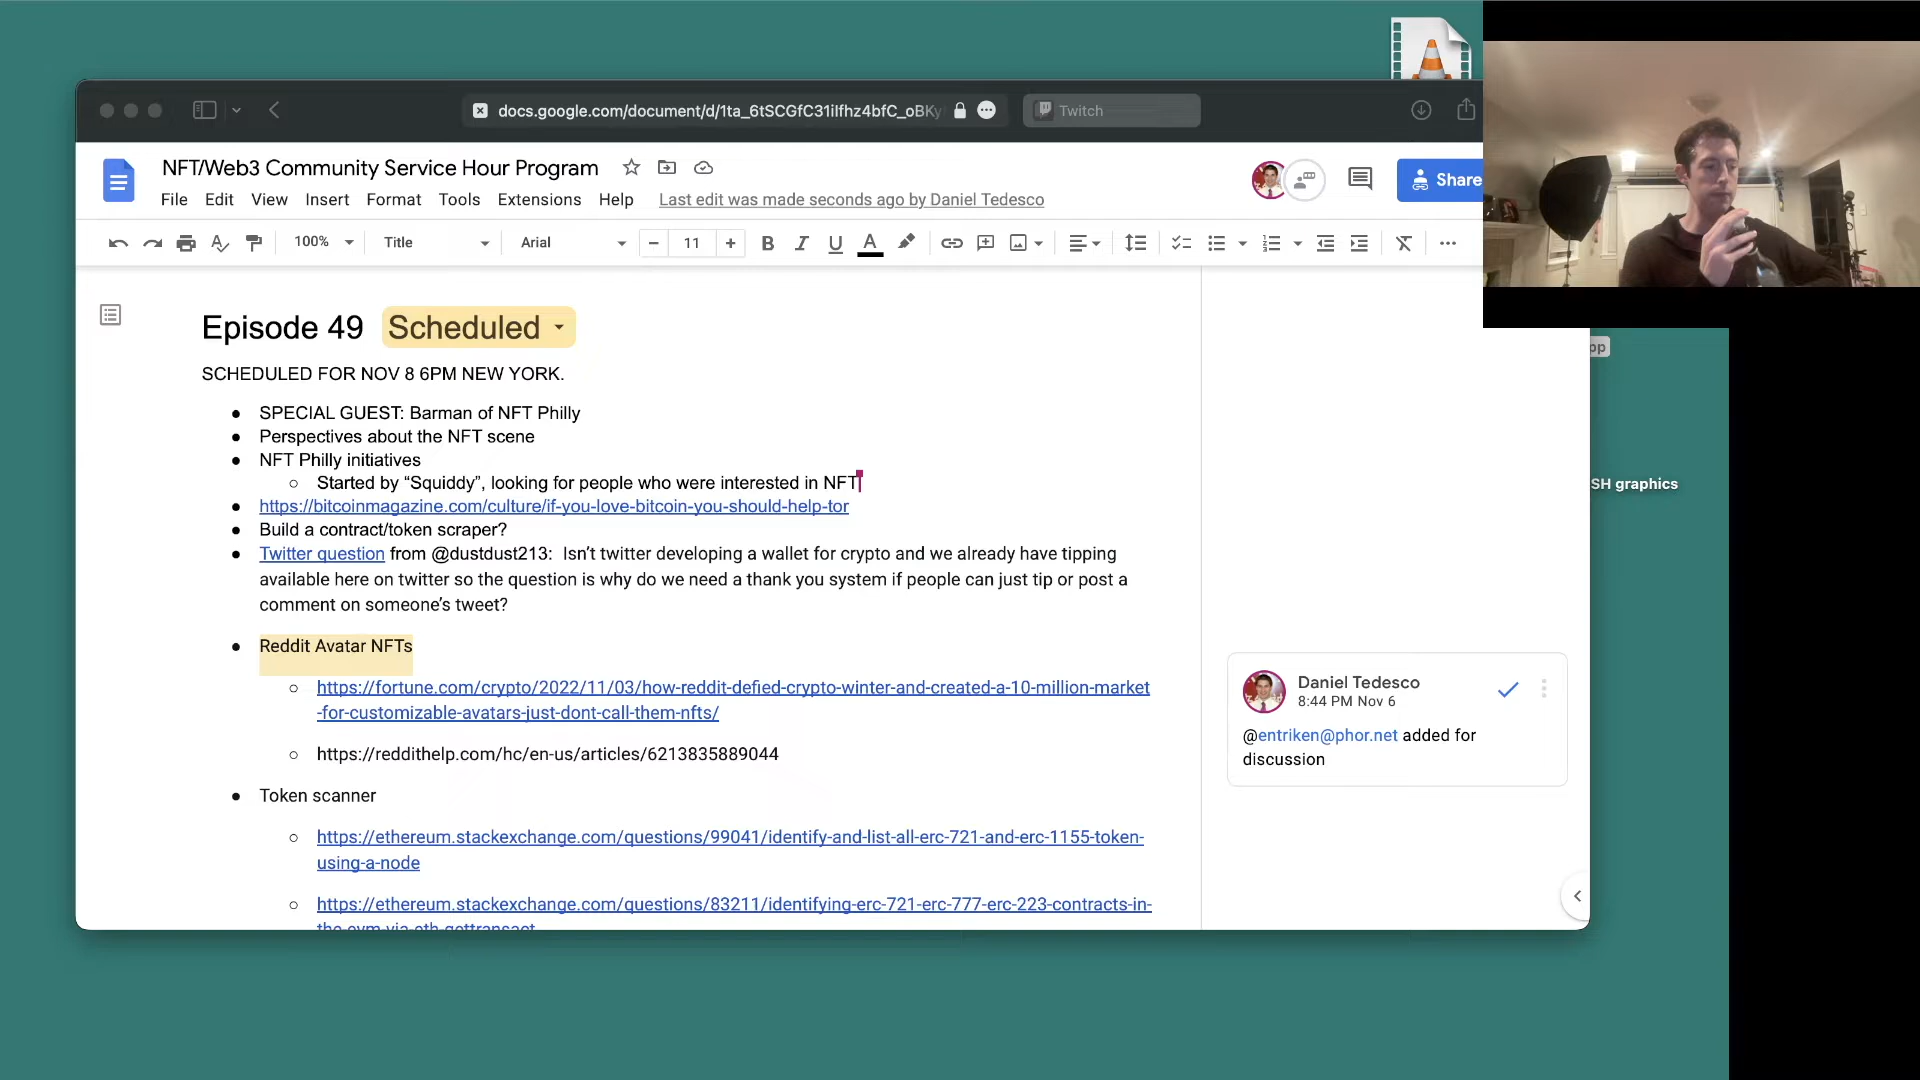 docs.google.com/document/d/1ta_6tSCGfC31iIfhz4bfC_oBKy
Twitch
NFT/Web3 Community Service Hour Program
Share
File Edit View Insert Format Tools Extensions Help Last edit was made seconds ago by Daniel Tedesco
100% Title Arial 11
Episode 49 Scheduled
SCHEDULED FOR NOV 8 6PM NEW YORK.
SPECIAL GUEST: Barman of NFT Philly
Perspectives about the NFT scene
NFT Philly initiatives
Started by “Squiddy”, looking for people who were interested in NFT
https://bitcoinmagazine.com/culture/if-you-love-bitcoin-you-should-help-tor
Build a contract/token scraper?
Twitter question from @dustdust213: Isn’t twitter developing a wallet for crypto and we already have tipping
available here on twitter so the question is why do we need a thank you system if people can just tip or post a
comment on someone’s tweet?
Reddit Avatar NFTs
https://fortune.com/crypto/2022/11/03/how-reddit-defied-crypto-winter-and-created-a-10-million-market
-for-customizable-avatars-just-dont-call-them-nfts/
https://reddithelp.com/hc/en-us/articles/6213835889044
Token scanner
https://ethereum.stackexchange.com/questions/99041/identify-and-list-all-erc-721-and-erc-1155-token-
using-a-node
https://ethereum.stackexchange.com/questions/83211/identifying-erc-721-erc-777-erc-223-contracts-in-
the-evm-via-eth-gettransact
Daniel Tedesco
8:44 PM Nov 6
@entriken@phor.net added for
discussion
pp
SH graphics